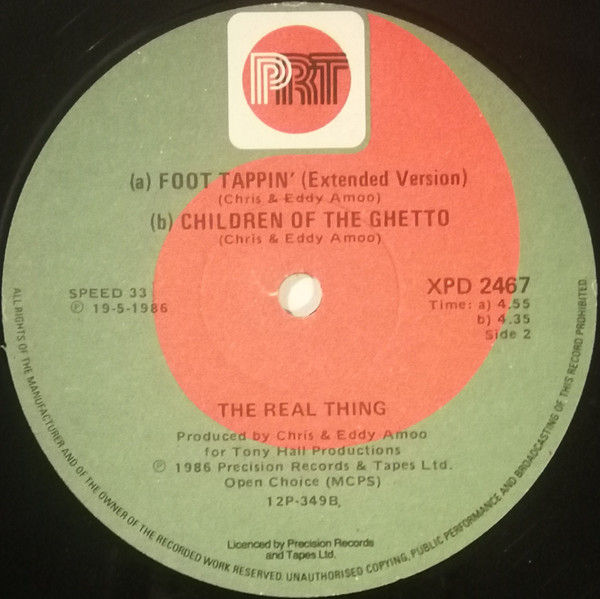 PRT
(a) FOOT TAPPIN' (Extended Version)
(Chris & Eddy Amoo)
(b) CHILDREN OF THE GHETTO
(Chris & Eddy Amoo)
SPEED 33
℗ 19-5-1986
XPD 2467
Time: a) 4.55
b) 4.35
Side 2
THE REAL THING
Produced by Chris & Eddy Amoo
for Tony Hall Productions
℗ 1986 Precision Records & Tapes Ltd.
Open Choice (MCPS)
12P-349B
Licenced by Precision Records
and Tapes Ltd.
ALL RIGHTS OF THE MANUFACTURER AND OF THE OWNER OF THE RECORDED WORK RESERVED. UNAUTHORISED COPYING, PUBLIC PERFORMANCE AND BROADCASTING OF THIS RECORD PROHIBITED